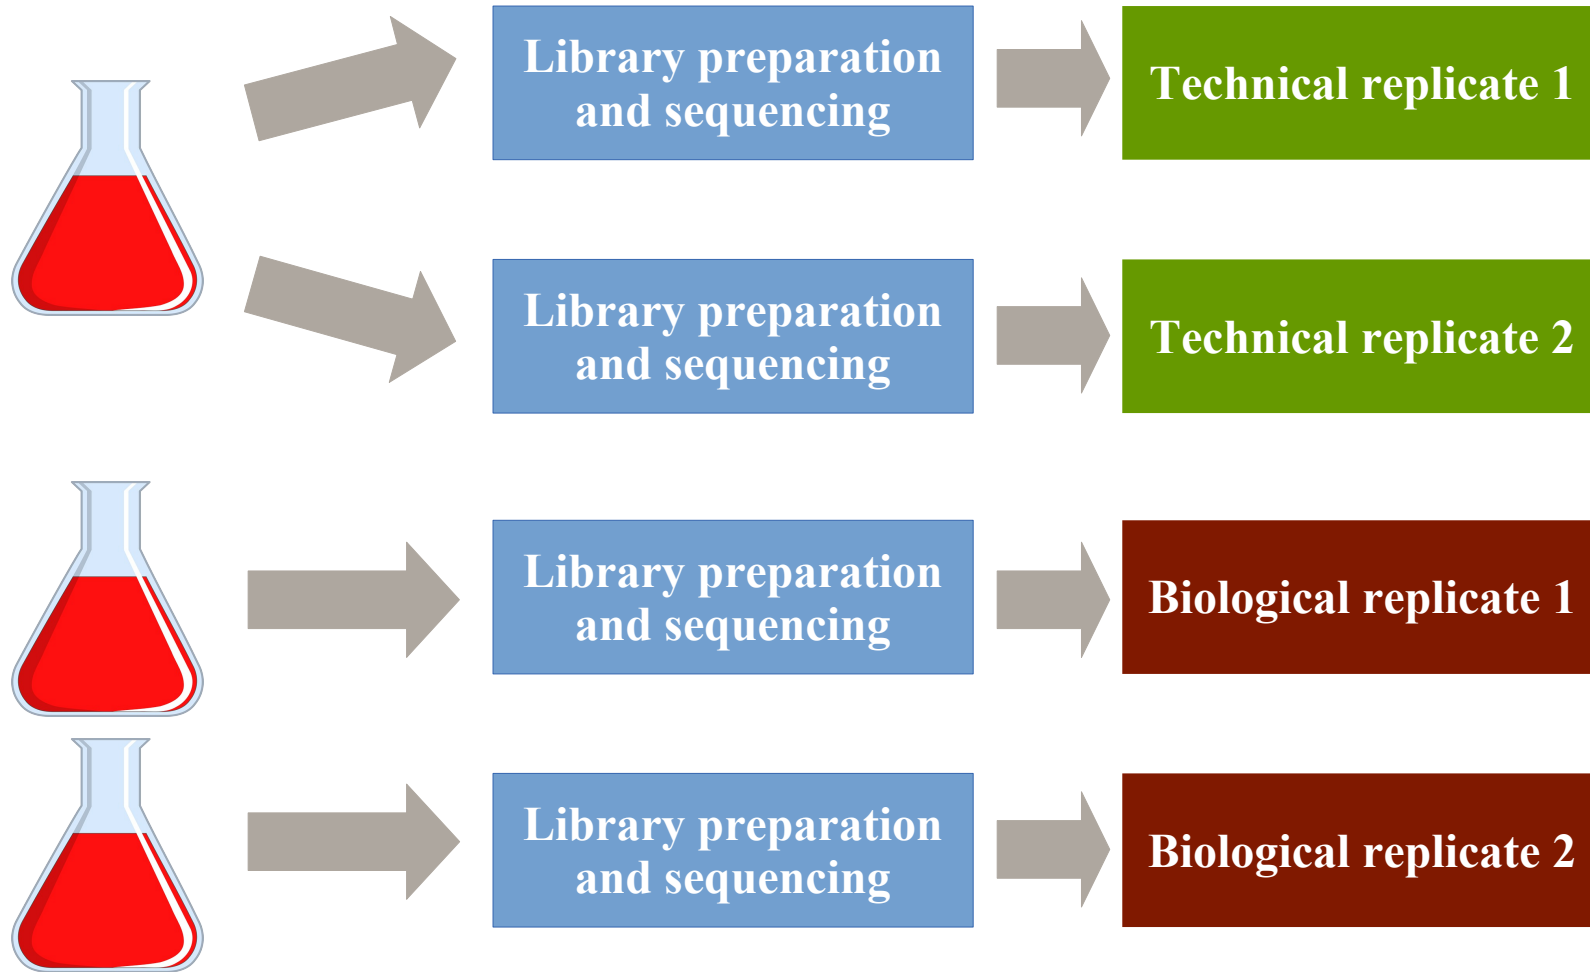 Library preparation
and sequencing
Technical replicate 1
Library preparation
and sequencing
Technical replicate 2
Library preparation
and sequencing
Biological replicate 1
Library preparation
and sequencing
Biological replicate 2